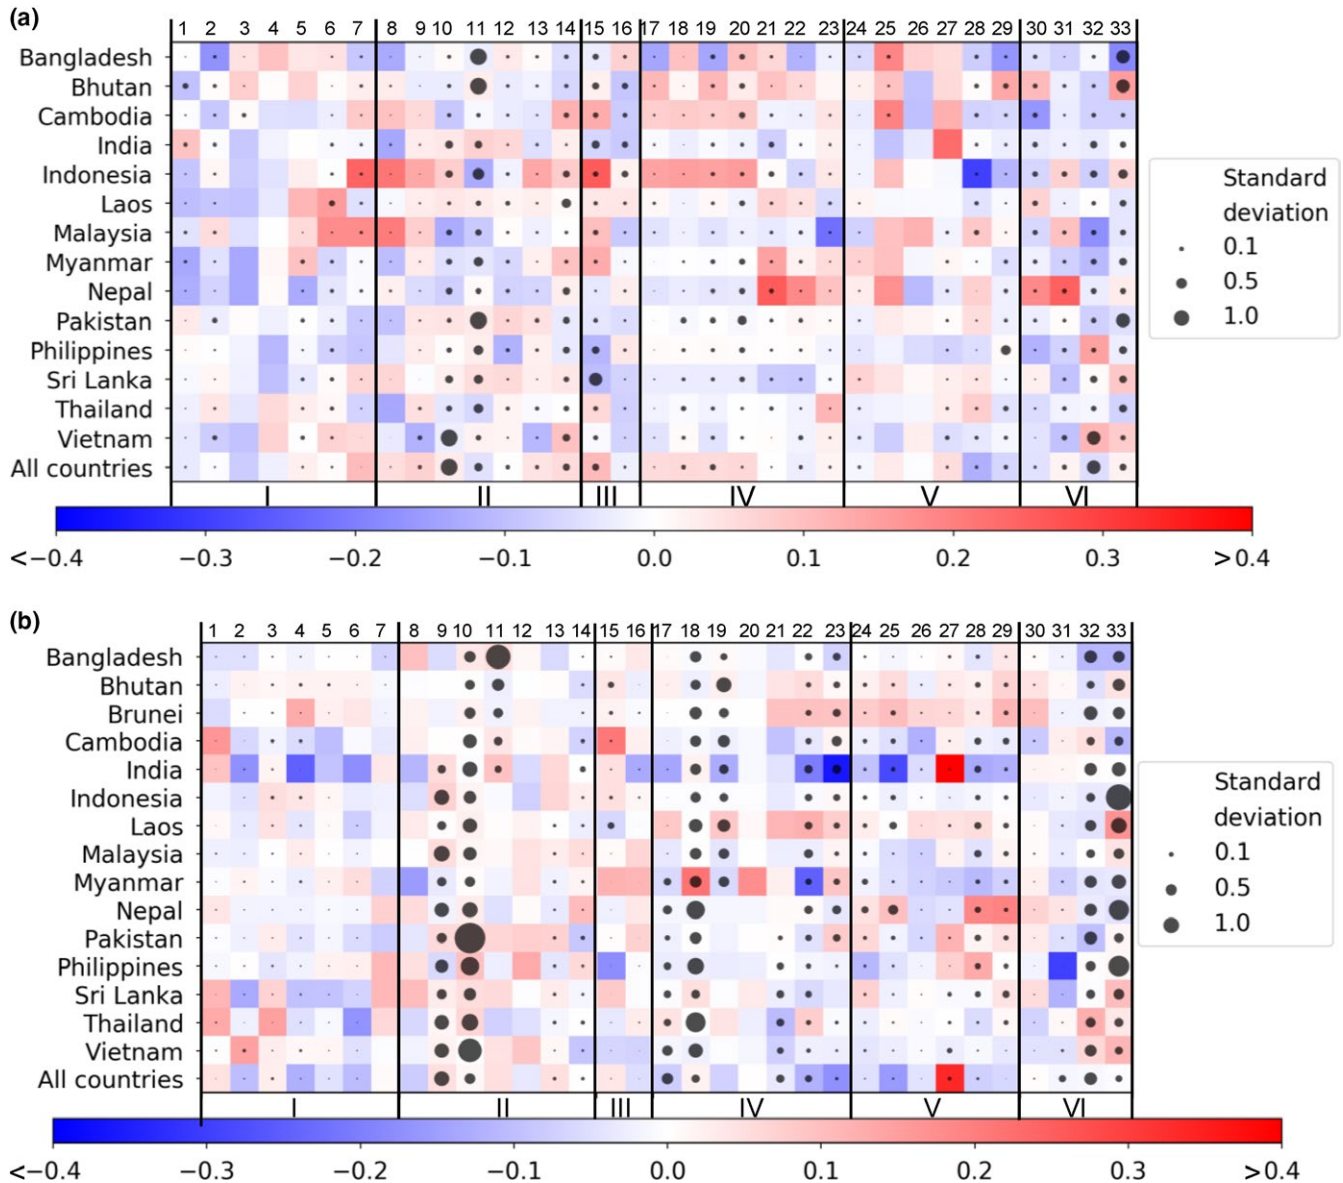 (a)
1 2 3 4 5 6 7 8 9 10 11 12 13 14 15 16 17 18 19 20 21 22 23 24 25 26 27 28 29 30 31 32 33
Bangladesh
Bhutan
Cambodia
India
Indonesia
Laos
Malaysia
Myanmar
Nepal
Pakistan
Philippines
Sri Lanka
Thailand
Vietnam
All countries
Standard
deviation
0.1
0.5
1.0
I II III IV V VI
<−0.4 −0.3 −0.2 −0.1 0.0 0.1 0.2 0.3 >0.4
(b)
1 2 3 4 5 6 7 8 9 10 11 12 13 14 15 16 17 18 19 20 21 22 23 24 25 26 27 28 29 30 31 32 33
Bangladesh
Bhutan
Brunei
Cambodia
India
Indonesia
Laos
Malaysia
Myanmar
Nepal
Pakistan
Philippines
Sri Lanka
Thailand
Vietnam
All countries
Standard
deviation
0.1
0.5
1.0
I II III IV V VI
<−0.4 −0.3 −0.2 −0.1 0.0 0.1 0.2 0.3 >0.4